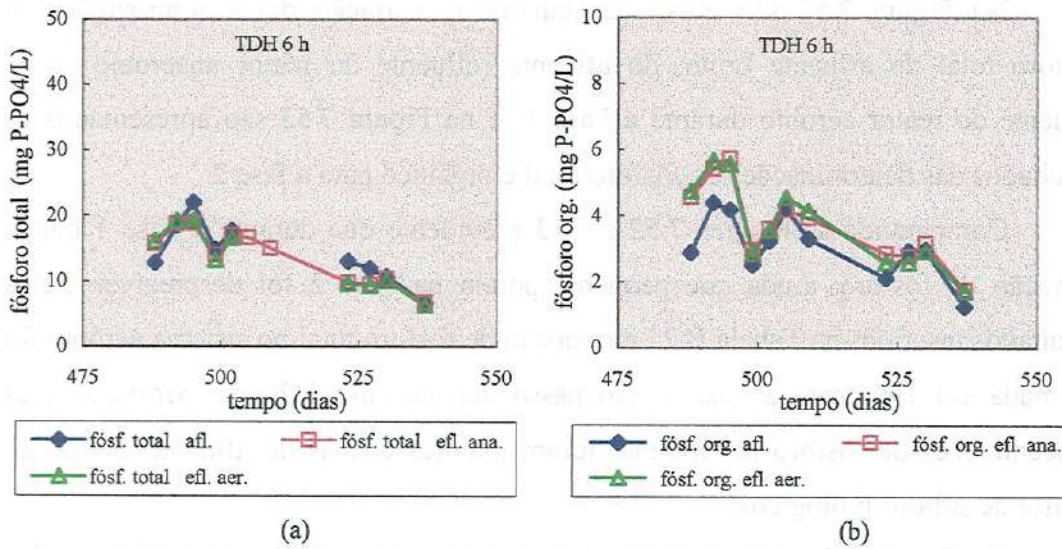 TDH 6 h
fósforo total (mg P-PO4/L)
50
40
30
20
10
0
475
500
525
550
tempo (dias)
fósf. total afl.
fósf. total efl. ana.
fósf. total efl. aer.
(a)
TDH 6 h
fósforo org. (mg P-PO4/L)
10
8
6
4
2
0
475
500
525
550
tempo (dias)
fósf. org. afl.
fósf. org. efl. ana.
fósf. org. efl. aer.
(b)